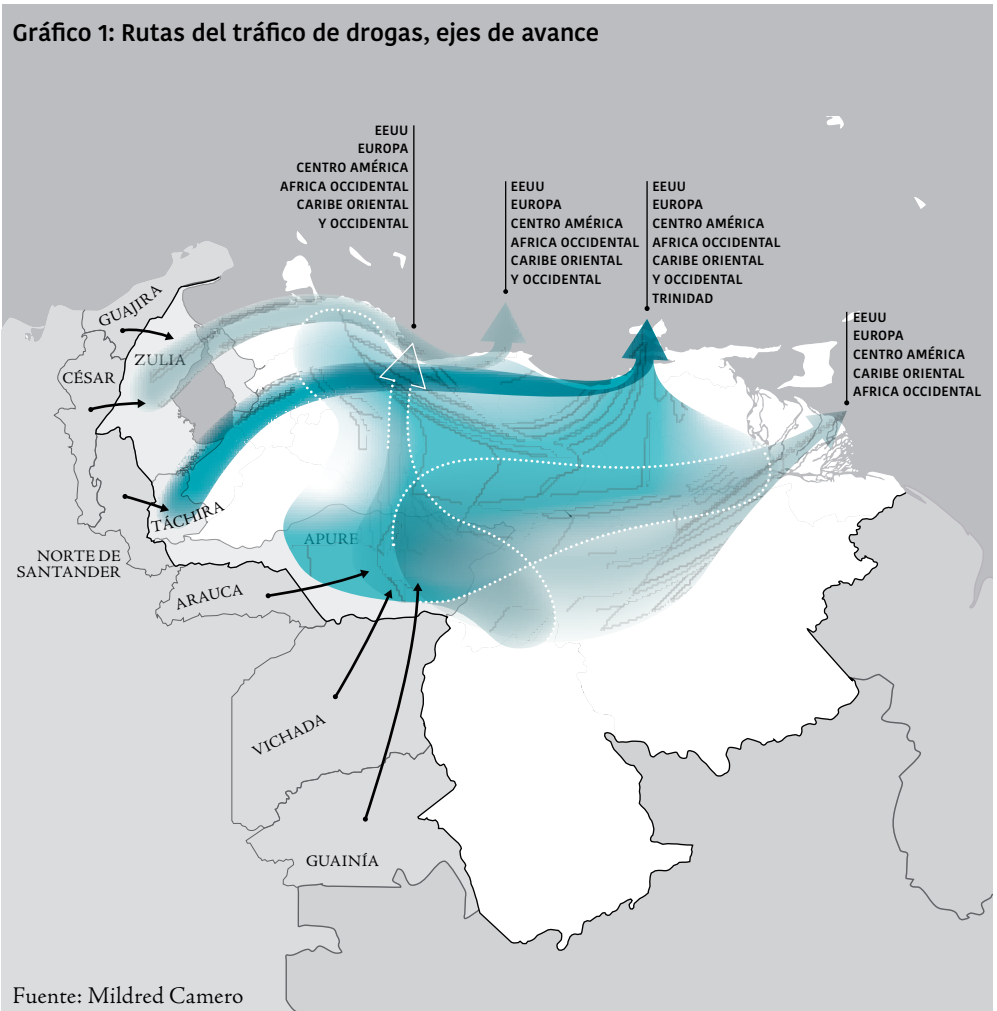 Gráfico 1: Rutas del tráfico de drogas, ejes de avance
EEUU
EUROPA
CENTRO AMÉRICA
AFRICA OCCIDENTAL
CARIBE ORIENTAL
Y OCCIDENTAL
EEUU
EUROPA
CENTRO AMÉRICA
AFRICA OCCIDENTAL
CARIBE ORIENTAL
Y OCCIDENTAL
EEUU
EUROPA
CENTRO AMÉRICA
AFRICA OCCIDENTAL
CARIBE ORIENTAL
Y OCCIDENTAL
TRINIDAD
EEUU
EUROPA
CENTRO AMÉRICA
CARIBE ORIENTAL
AFRICA OCCIDENTAL
GUAJIRA
ZULIA
CÉSAR
TÁCHIRA
APURE
NORTE DE
SANTANDER
ARAUCA
VICHADA
GUAINÍA
Fuente: Mildred Camero